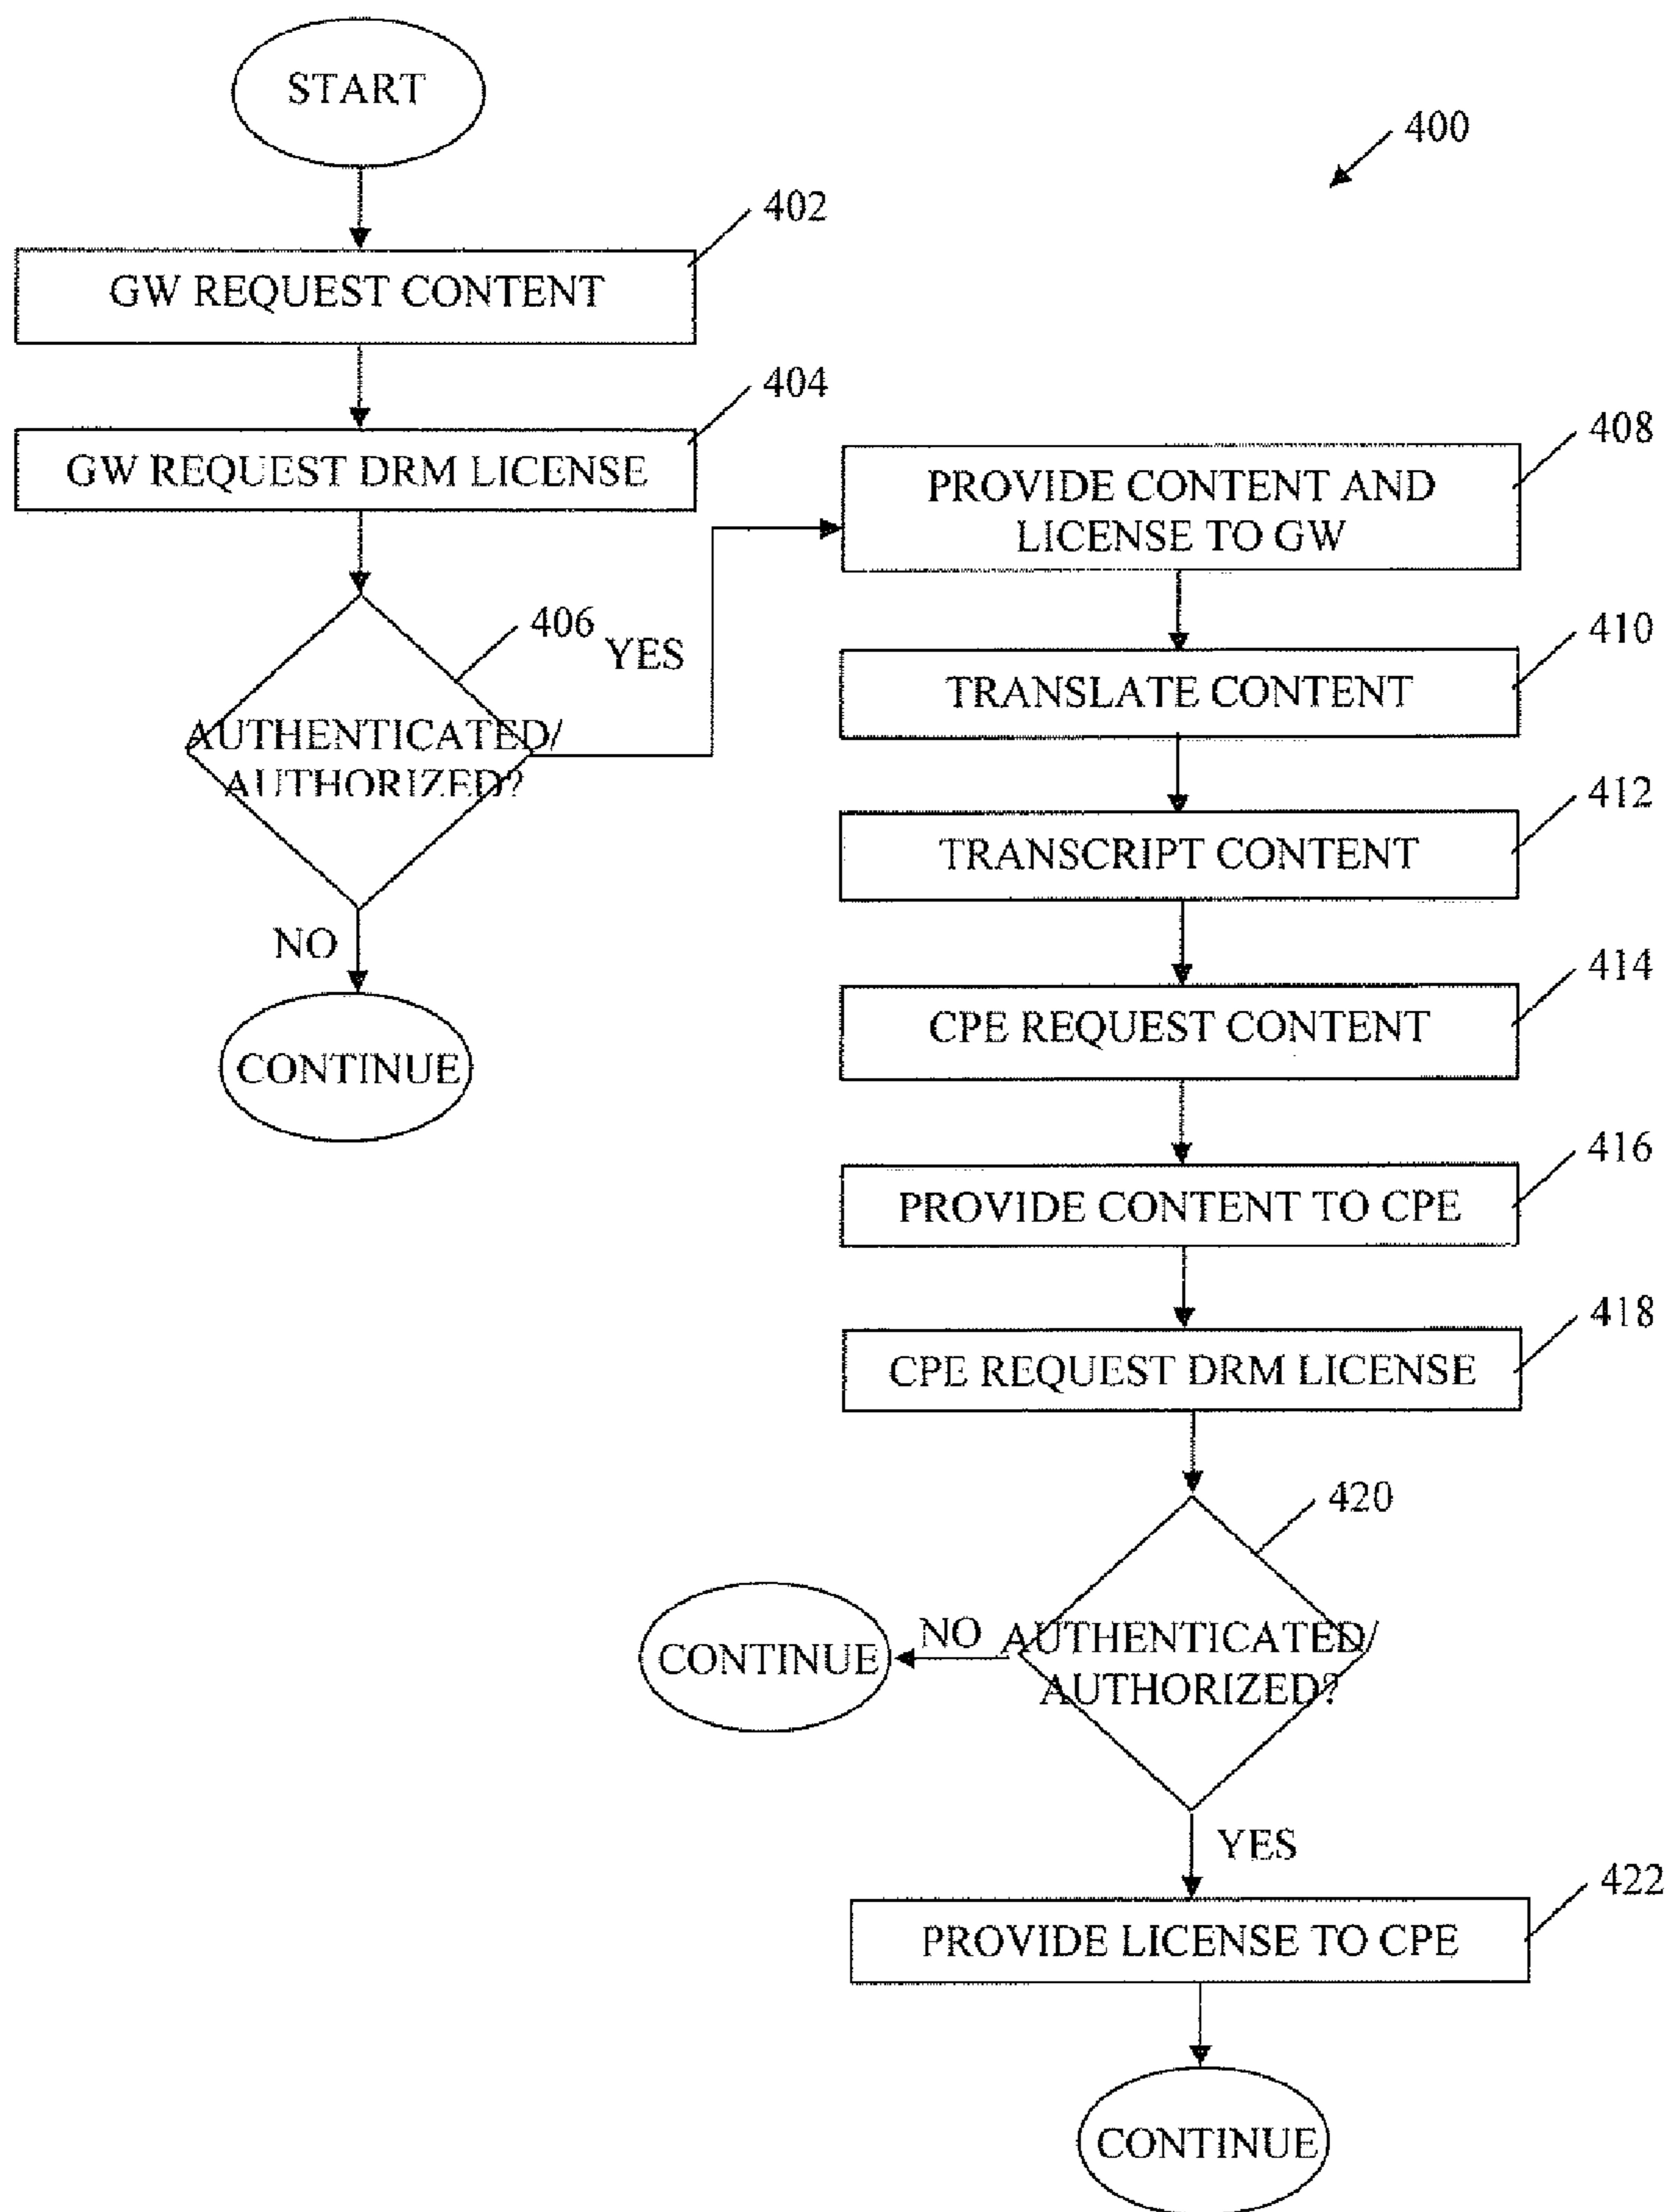 START
400
402
GW REQUEST CONTENT
404
GW REQUEST DRM LICENSE
406
YES
AUTHENTICATED/
AUTHORIZED?
NO
CONTINUE
408
PROVIDE CONTENT AND
LICENSE TO GW
410
TRANSLATE CONTENT
412
TRANSCRIPT CONTENT
414
CPE REQUEST CONTENT
416
PROVIDE CONTENT TO CPE
418
CPE REQUEST DRM LICENSE
420
AUTHENTICATED/
AUTHORIZED?
NO
CONTINUE
YES
422
PROVIDE LICENSE TO CPE
CONTINUE